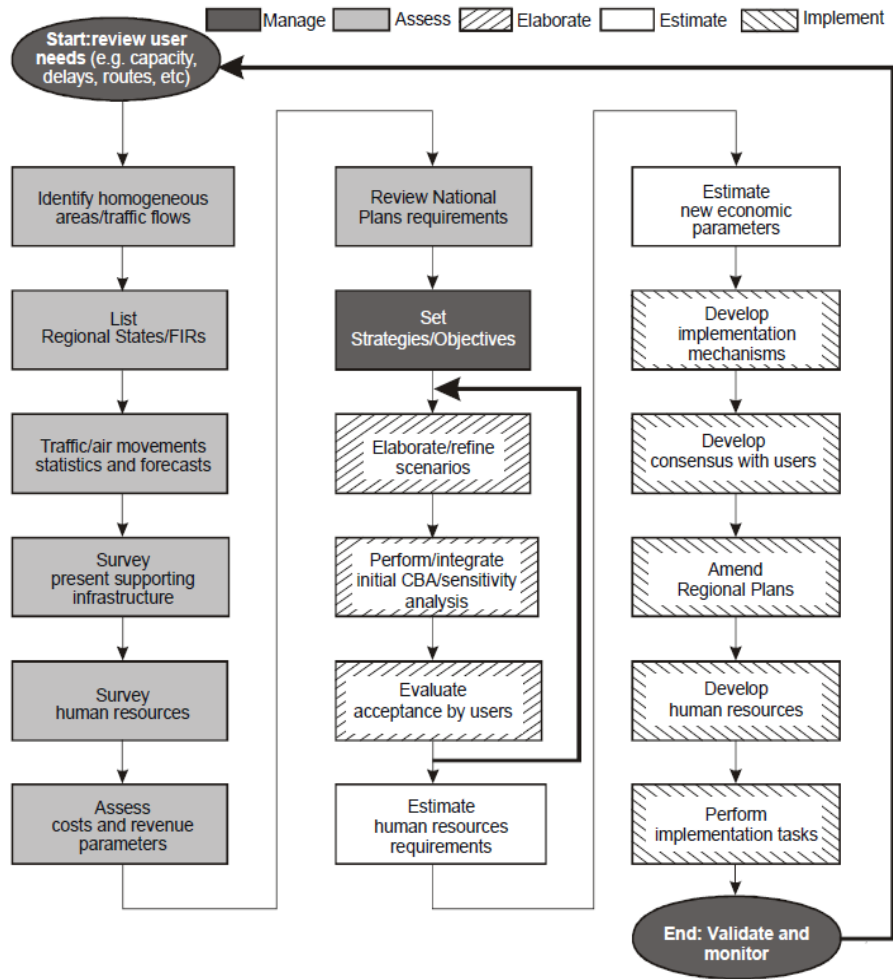 Manage
Assess
Elaborate
Estimate
Implement
Start:review user
needs (e.g. capacity,
delays, routes, etc)
Identify homogeneous
areas/traffic flows
List
Regional States/FIRs
Traffic/air movements
statistics and forecasts
Survey
present supporting
infrastructure
Survey
human resources
Assess
costs and revenue
parameters
Review National
Plans requirements
Set
Strategies/Objectives
Elaborate/refine
scenarios
Perform/integrate
initial CBA/sensitivity
analysis
Evaluate
acceptance by users
Estimate
human resources
requirements
Estimate
new economic
parameters
Develop
implementation
mechanisms
Develop
consensus with users
Amend
Regional Plans
Develop
human resources
Perform
implementation tasks
End: Validate and
monitor